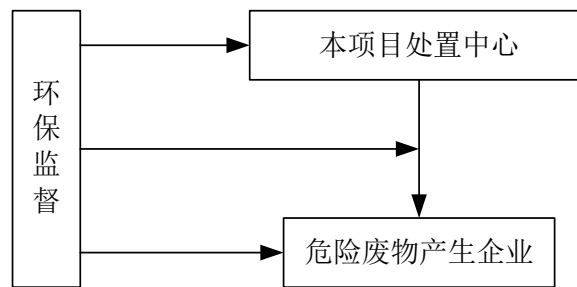 环保监督
本项目处置中心
危险废物产生企业